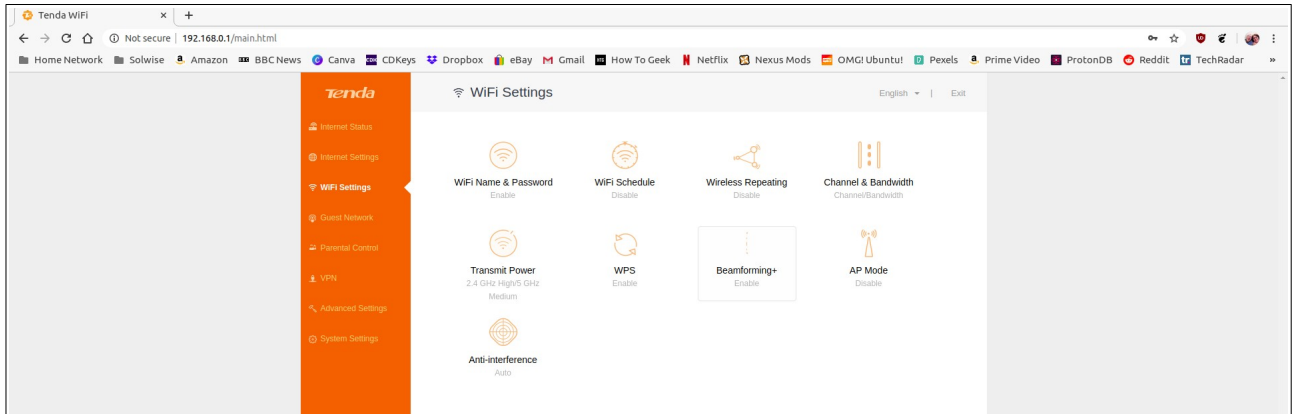 Tenda WiFi
Not secure | 192.168.0.1/main.html
Home Network Solwise Amazon BBC News Canva CDKeys Dropbox eBay Gmail How To Geek Netflix Nexus Mods OMG! Ubuntu! Pexels Prime Video ProtonDB Reddit TechRadar »
Tenda
WiFi Settings
English | Exit
Internet Status
Internet Settings
WiFi Settings
Guest Network
Parental Control
VPN
Advanced Settings
System Settings
WiFi Name & Password
Enable
WiFi Schedule
Disable
Wireless Repeating
Disable
Channel & Bandwidth
Channel/Bandwidth
Transmit Power
2.4 GHz High/5 GHz
Medium
WPS
Enable
Beamforming+
Enable
AP Mode
Disable
Anti-interference
Auto